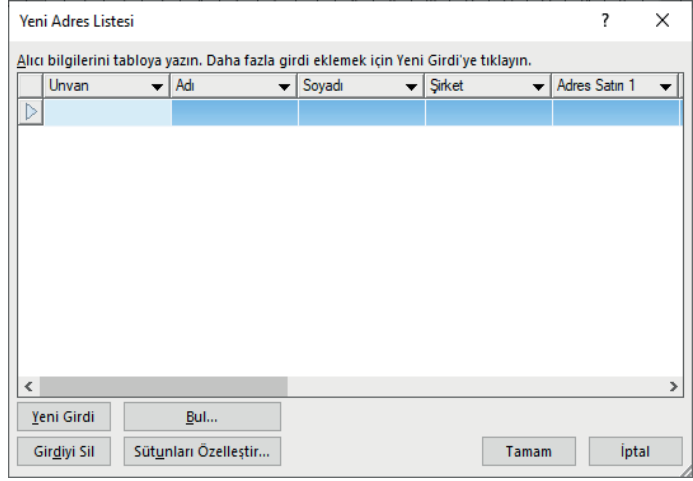 Yeni Adres Listesi ?
Alıcı bilgilerini tabloya yazın. Daha fazla girdi eklemek için Yeni Girdi'ye tıklayın.
Unvan Adı Soyadı Şirket Adres Satırı 1
Yeni Girdi Bul...
Girdiyi Sil Sütunları Özelleştir... Tamam İptal